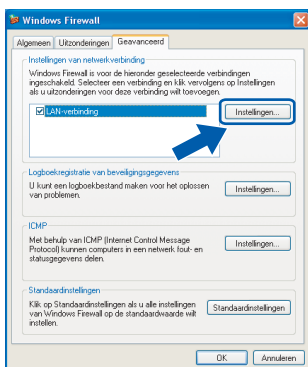 Windows Firewall
Algemeen Uitzonderingen Geavanceerd
Instellingen van netwerkverbinding
Windows Firewall is voor de hieronder geselecteerde verbindingen
ingeschakeld. Selecteer een verbinding en klik vervolgens op Instellingen
als u uitzonderingen voor deze verbinding wilt toevoegen.
LAN-verbinding
Instellingen...
Logboekregistratie van beveiligingsgegevens
U kunt een logboekbestand maken voor het oplossen
van problemen.
Instellingen...
ICMP
Met behulp van ICMP (Internet Control Message
Protocol) kunnen computers in een netwerk fout- en
statusgegevens delen.
Instellingen...
Standaardinstellingen
Klik op Standaardinstellingen als u alle instellingen
van Windows Firewall op de standaardwaarde wilt
instellen.
Standaardinstellingen
OK Annuleren